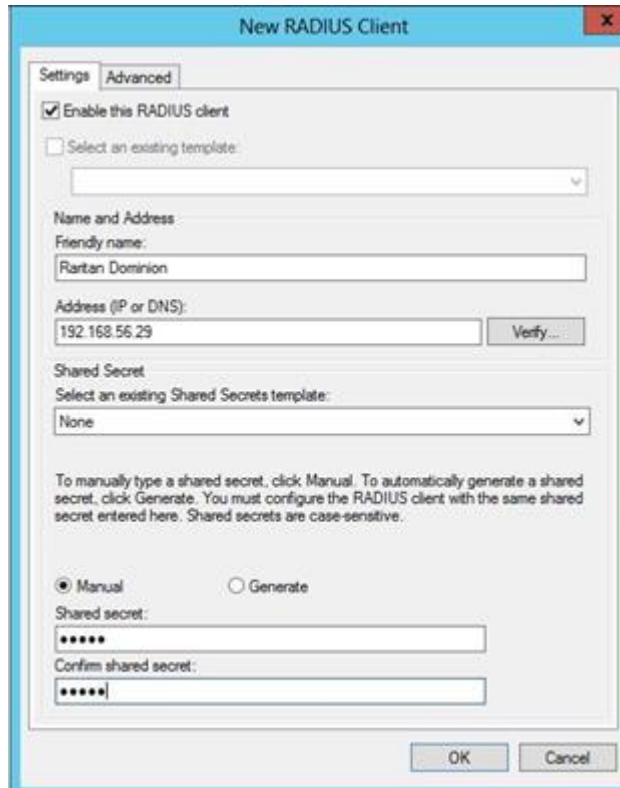 New RADIUS Client
x
Settings Advanced
Enable this RADIUS client
Select an existing template:
Name and Address
Friendly name:
Raritan Dominion
Address (IP or DNS):
192.168.56.29 Verify...
Shared Secret
Select an existing Shared Secrets template:
None
To manually type a shared secret, click Manual. To automatically generate a shared
secret, click Generate. You must configure the RADIUS client with the same shared
secret entered here. Shared secrets are case-sensitive.
Manual Generate
Shared secret:
•••••
Confirm shared secret:
•••••
OK Cancel